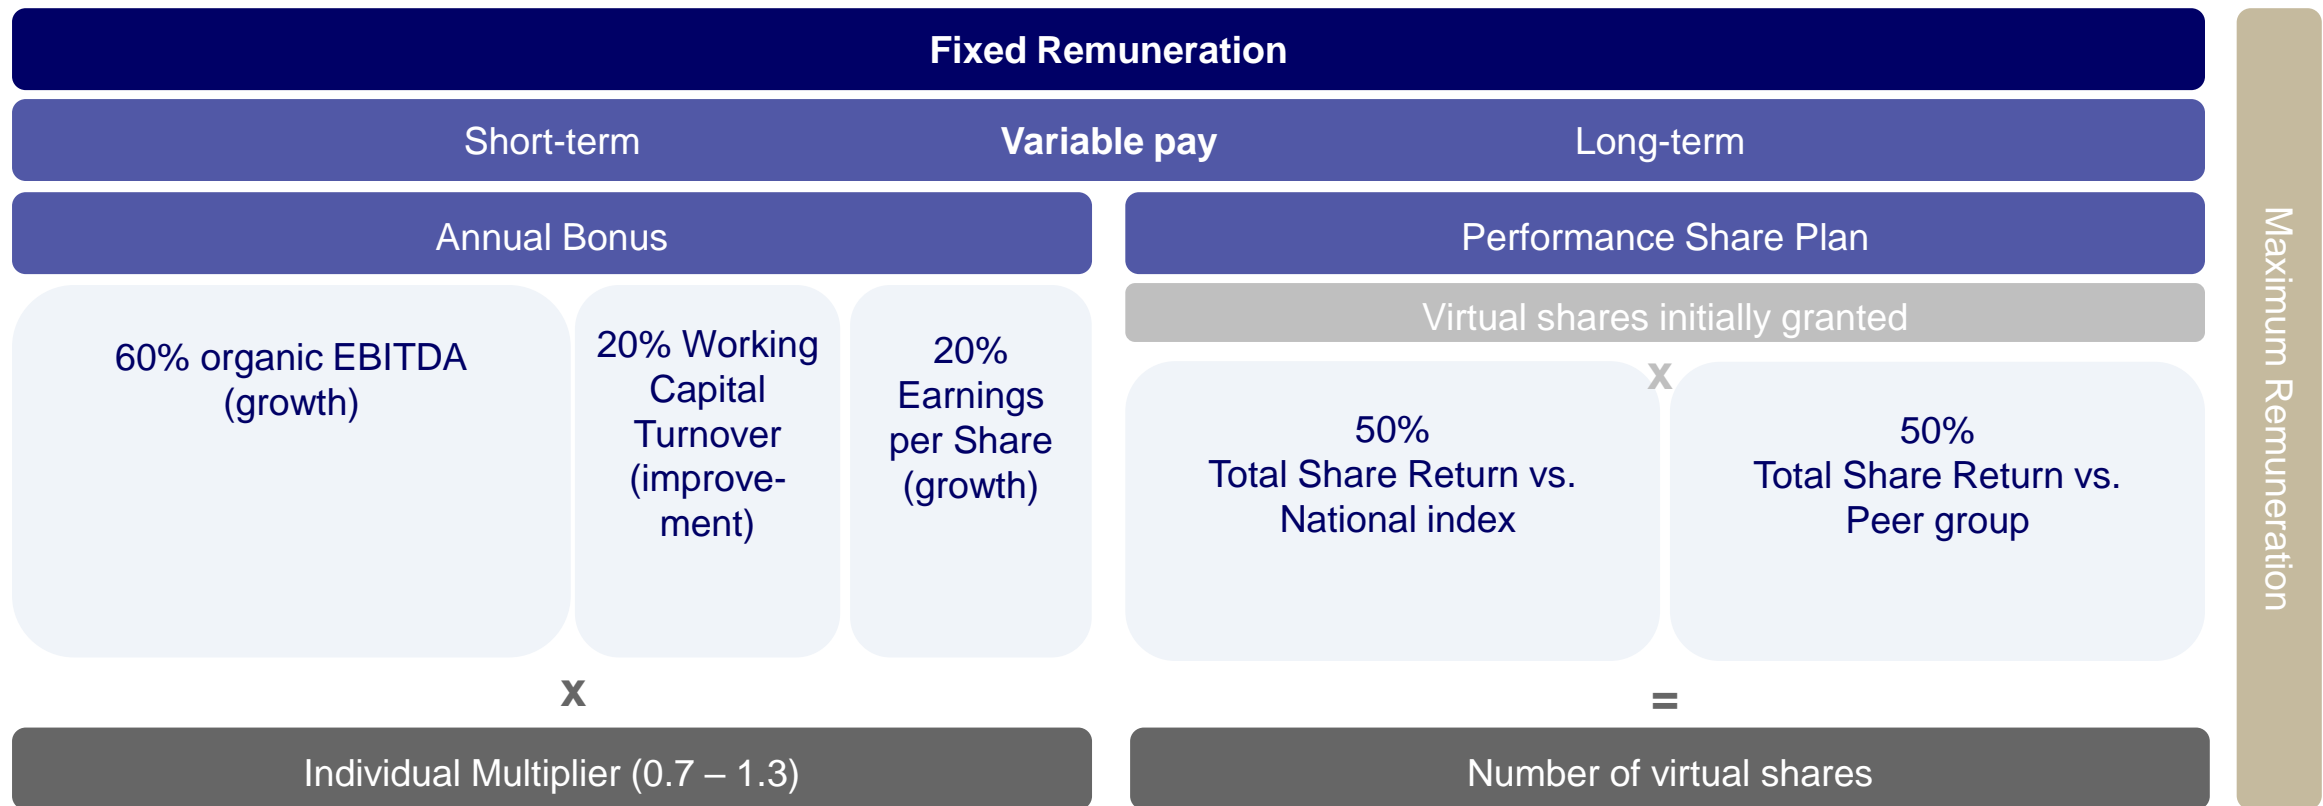 Fixed Remuneration
Short-term Variable pay Long-term
Annual Bonus
60% organic EBITDA
(growth)
20% Working
Capital
Turnover
(improve-
ment)
20%
Earnings
per Share
(growth)
x
Individual Multiplier (0.7 – 1.3)
Performance Share Plan
Virtual shares initially granted
x
50%
Total Share Return vs.
National index
50%
Total Share Return vs.
Peer group
=
Number of virtual shares
Maximum Remuneration